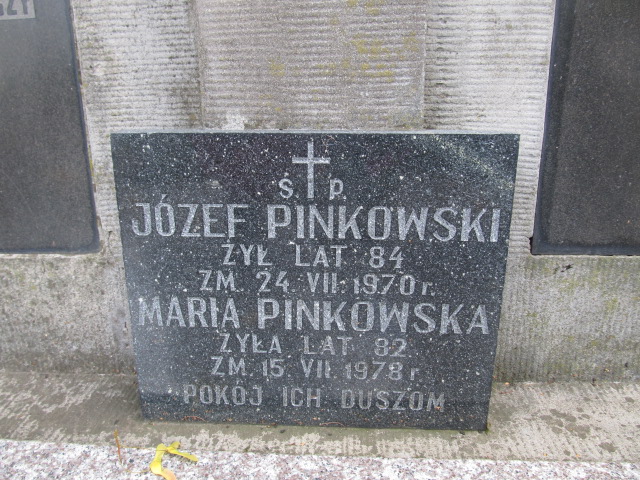 Ś. P.
JÓZEF PINKOWSKI
ŻYŁ LAT 84
ZM. 24. VII. 1970 r.
MARIA PINKOWSKA
ŻYŁA LAT 82
ZM. 15. VII. 1978 r.
POKÓJ ICH DUSZOM